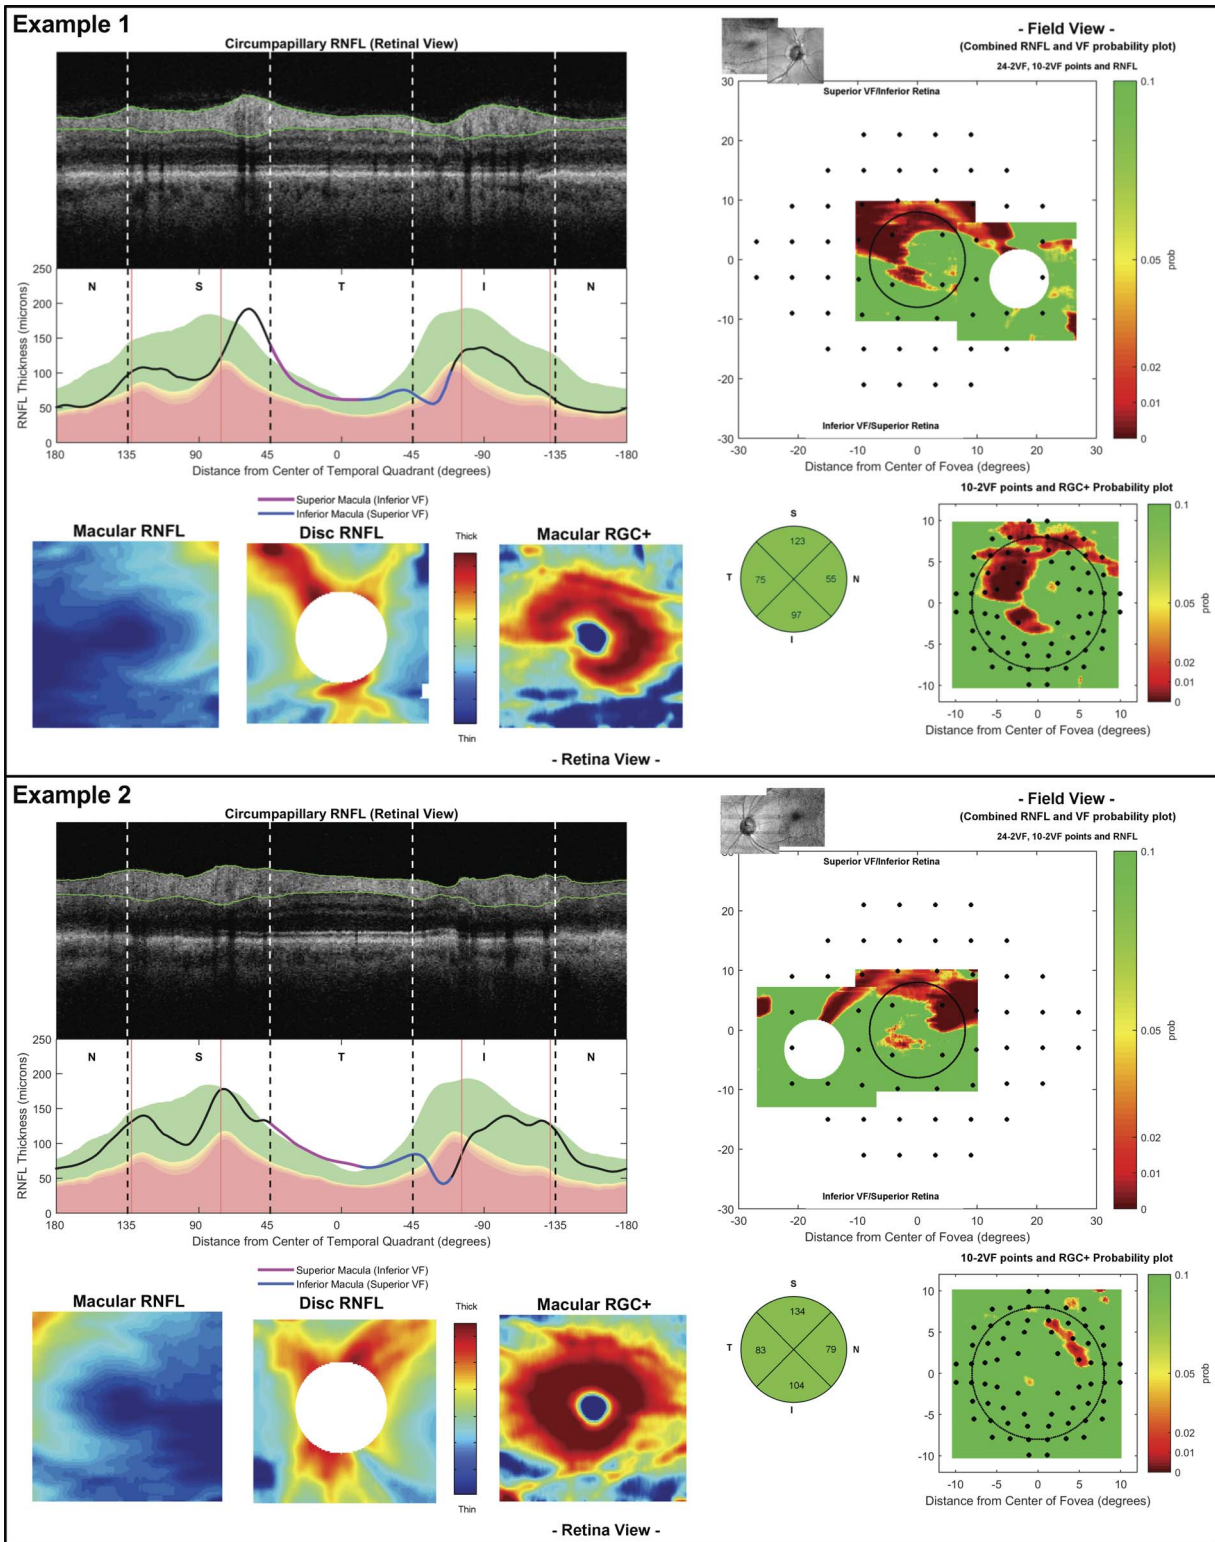 Example 1
Circumpapillary RNFL (Retinal View)
250
200
150
100
50
0
N
S
T
I
N
RNFL Thickness (microns)
180
135
90
45
0
-45
-90
-135
-180
Distance from Center of Temporal Quadrant (degrees)
Superior Macula (Inferior VF)
Inferior Macula (Superior VF)
Macular RNFL
Disc RNFL
Thick
Thin
Macular RGC+
- Retina View -
- Field View -
(Combined RNFL and VF probability plot)
24-2VF, 10-2VF points and RNFL
Superior VF/Inferior Retina
30
20
10
0
-10
-20
-30
Inferior VF/Superior Retina
-30
-20
-10
0
10
20
30
Distance from Center of Fovea (degrees)
0.1
0.05
0.02
0.01
0
prob
S
123
T
75
55
N
97
I
10-2VF points and RGC+ Probability plot
10
5
0
-5
-10
-10
-5
0
5
10
Distance from Center of Fovea (degrees)
0.1
0.05
0.02
0.01
0
prob
Example 2
Circumpapillary RNFL (Retinal View)
250
200
150
100
50
0
N
S
T
I
N
RNFL Thickness (microns)
180
135
90
45
0
-45
-90
-135
-180
Distance from Center of Temporal Quadrant (degrees)
Superior Macula (Inferior VF)
Inferior Macula (Superior VF)
Macular RNFL
Disc RNFL
Thick
Thin
Macular RGC+
- Retina View -
- Field View -
(Combined RNFL and VF probability plot)
24-2VF, 10-2VF points and RNFL
Superior VF/Inferior Retina
20
10
0
-10
-20
-30
Inferior VF/Superior Retina
-30
-20
-10
0
10
20
30
Distance from Center of Fovea (degrees)
0.1
0.05
0.02
0.01
0
prob
S
134
T
83
79
N
104
I
10-2VF points and RGC+ Probability plot
10
5
0
-5
-10
-10
-5
0
5
10
Distance from Center of Fovea (degrees)
0.1
0.05
0.02
0.01
0
prob